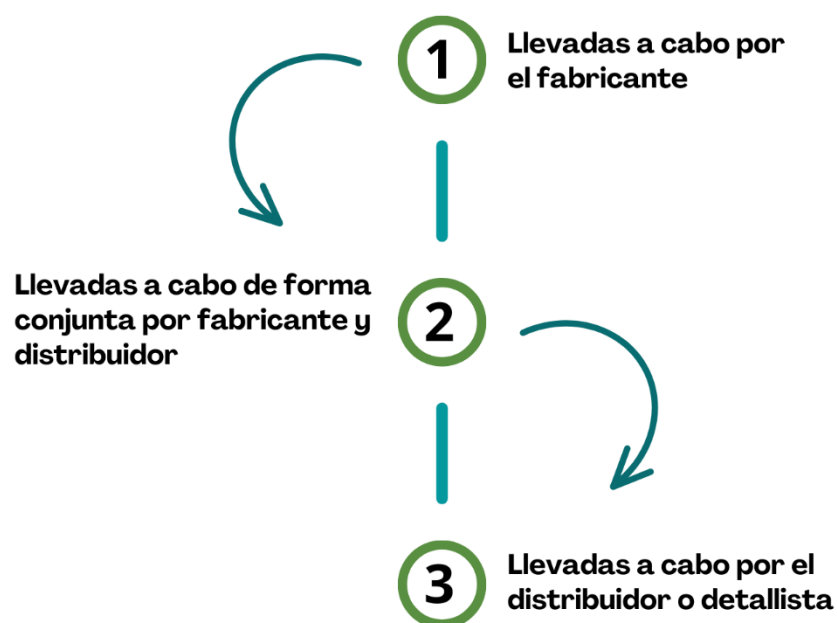 1
Llevadas a cabo por
el fabricante
Llevadas a cabo de forma
conjunta por fabricante y
distribuidor
2
3
Llevadas a cabo por el
distribuidor o detallista